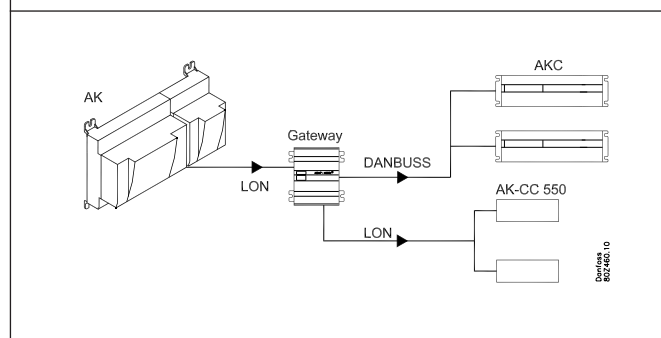 AK
AKC
Gateway
DANBUSS
LON
AK-CC 550
LON
Danfoss
80Z460.10